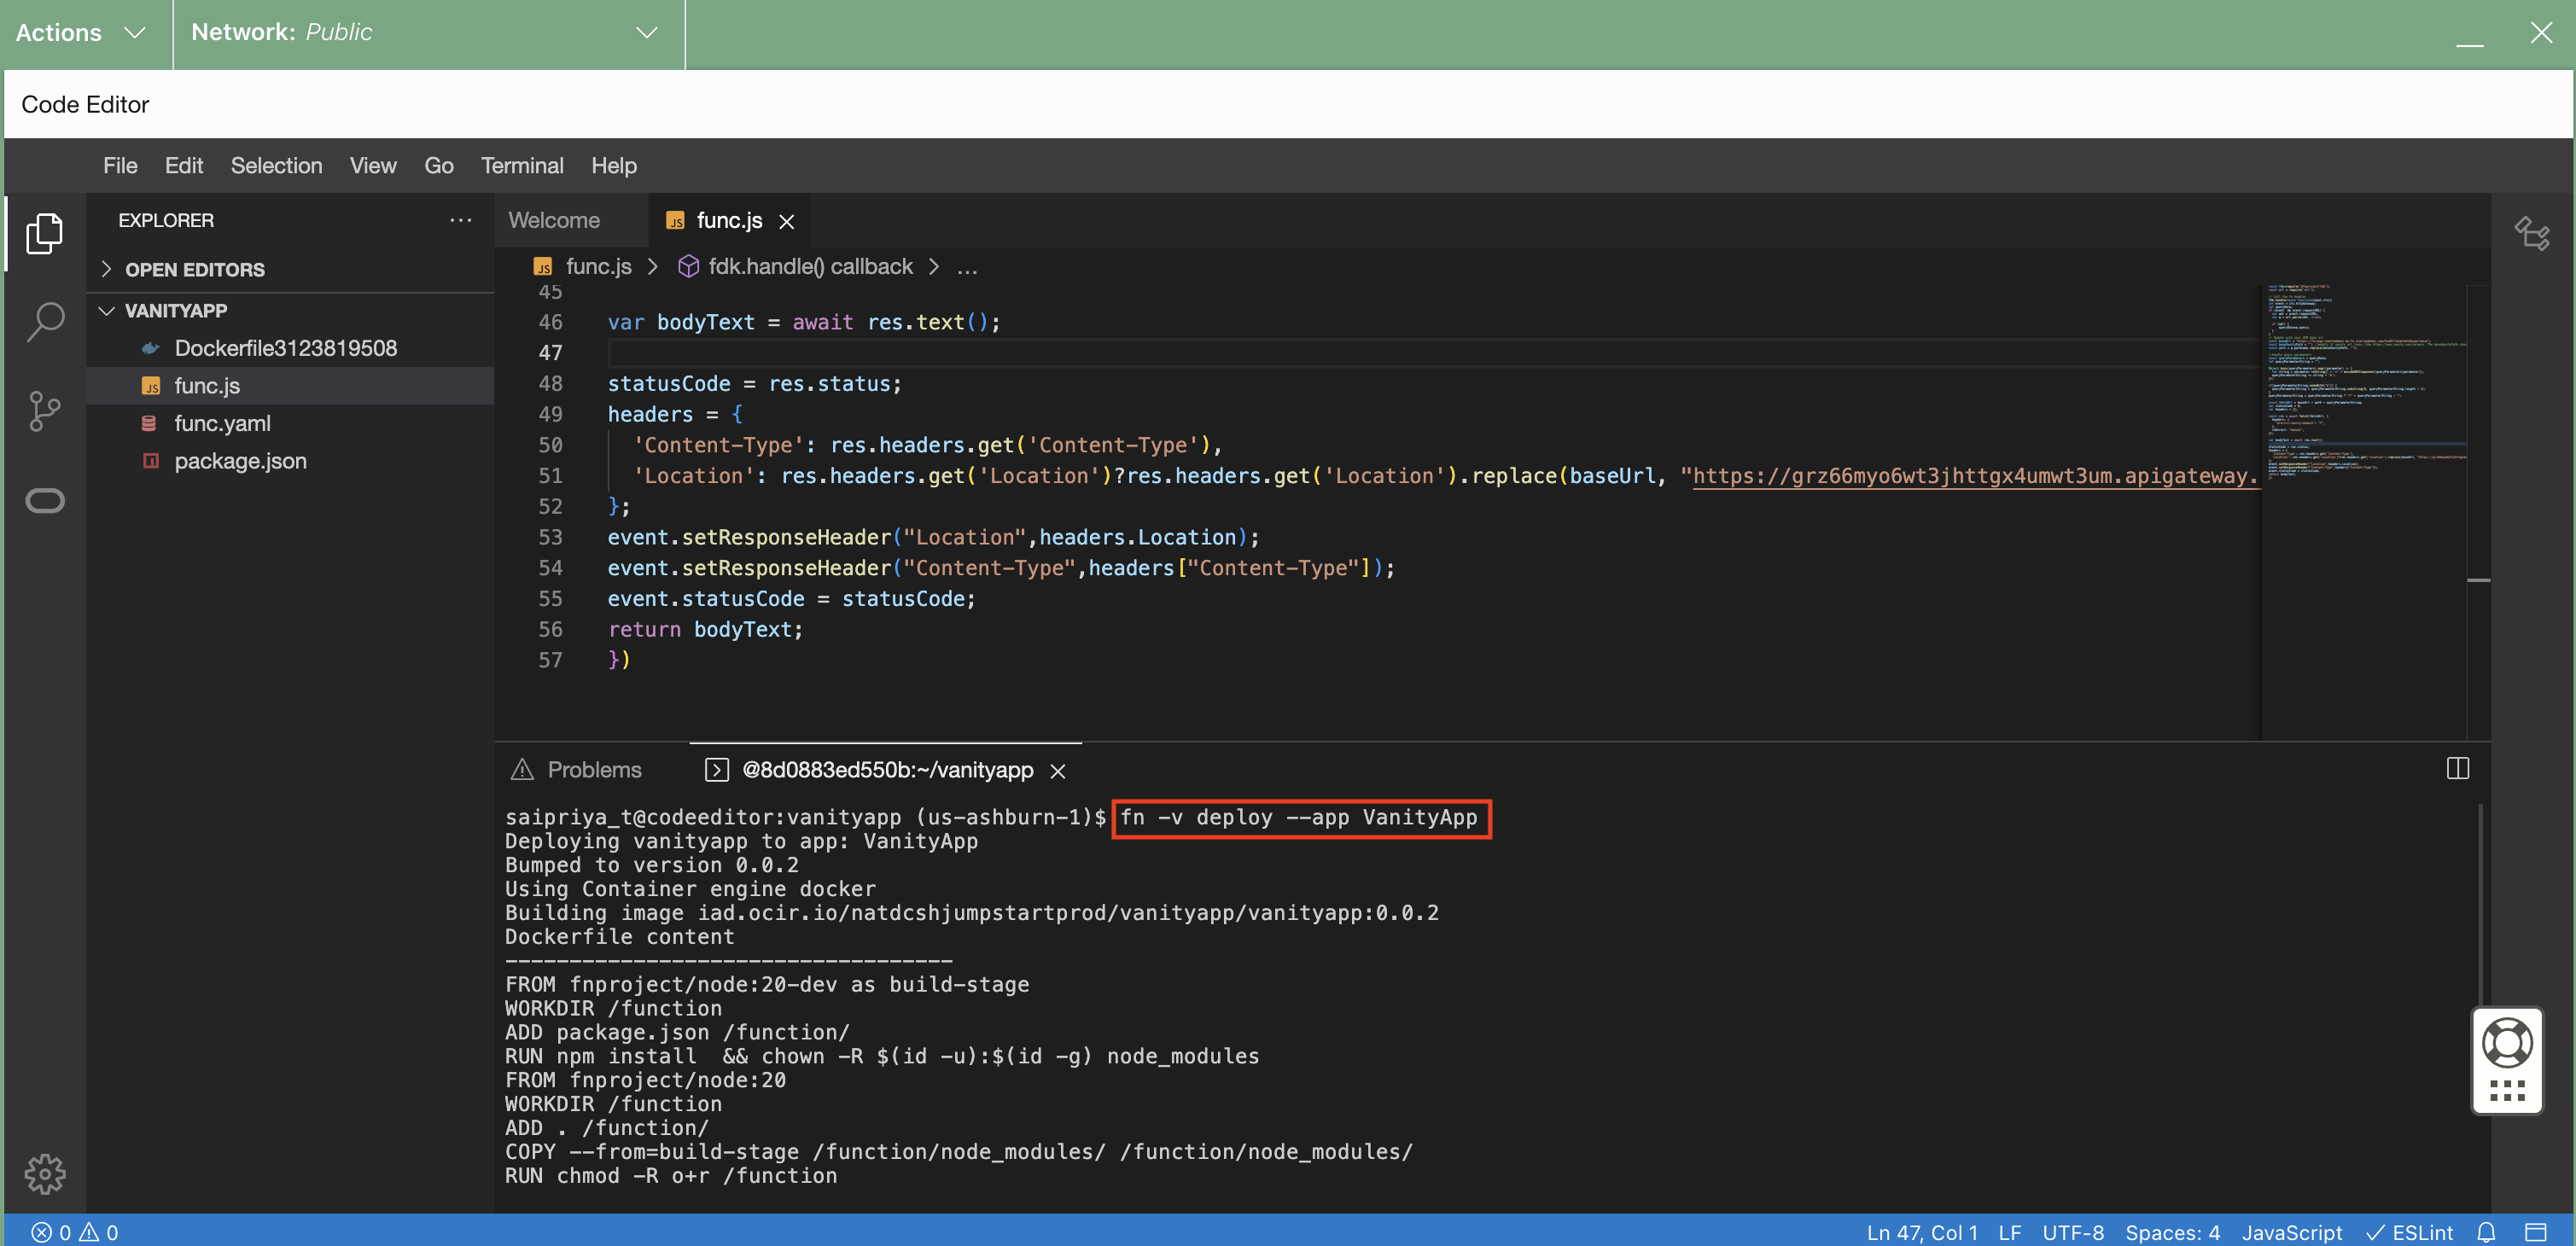 Actions
Network: Public
Code Editor
File Edit Selection View Go Terminal Help
EXPLORER
OPEN EDITORS
VANITYAPP
Dockerfile3123819508
func.js
func.yaml
package.json
Welcome
JS func.js
JS func.js > fdk.handle() callback > ...
45
46 var bodyText = await res.text();
47
48 statusCode = res.status;
49 headers = {
50 'Content-Type': res.headers.get('Content-Type'),
51 'Location': res.headers.get('Location')?res.headers.get('Location').replace(baseUrl, "https://grz66myo6wt3jhttgx4umwt3um.apigateway.
52 };
53 event.setResponseHeader("Location",headers.Location);
54 event.setResponseHeader("Content-Type",headers["Content-Type"]);
55 event.statusCode = statusCode;
56 return bodyText;
57 })
Problems
@8d0883ed550b:~/vanityapp
saipriya_t@codeeditor:vanityapp (us-ashburn-1)$ fn -v deploy --app VanityApp
Deploying vanityapp to app: VanityApp
Bumped to version 0.0.2
Using Container engine docker
Building image iad.ocir.io/natdcshjumpstartprod/vanityapp/vanityapp:0.0.2
Dockerfile content
-----------------------------------
FROM fnproject/node:20-dev as build-stage
WORKDIR /function
ADD package.json /function/
RUN npm install  && chown -R $(id -u):$(id -g) node_modules
FROM fnproject/node:20
WORKDIR /function
ADD . /function/
COPY --from=build-stage /function/node_modules/ /function/node_modules/
RUN chmod -R o+r /function
0 0
Ln 47, Col 1 LF UTF-8 Spaces: 4 JavaScript ESLint